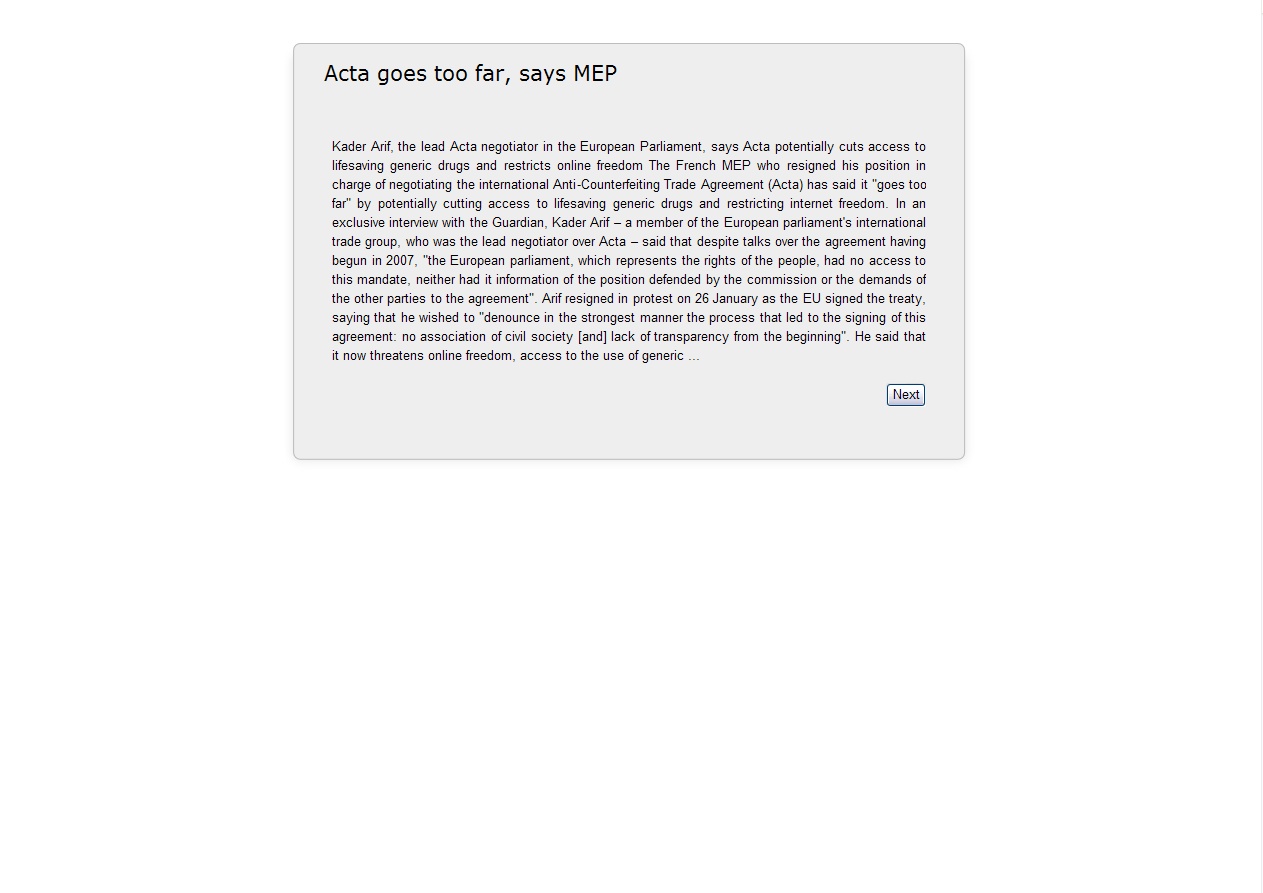 Acta goes too far, says MEP
Kader Arif, the lead Acta negotiator in the European Parliament, says Acta potentially cuts access to
lifesaving generic drugs and restricts online freedom The French MEP who resigned his position in
charge of negotiating the international Anti-Counterfeiting Trade Agreement (Acta) has said it "goes too
far" by potentially cutting access to lifesaving generic drugs and restricting internet freedom. In an
exclusive interview with the Guardian, Kader Arif – a member of the European parliament's international
trade group, who was the lead negotiator over Acta – said that despite talks over the agreement having
begun in 2007, "the European parliament, which represents the rights of the people, had no access to
this mandate, neither had it information of the position defended by the commission or the demands of
the other parties to the agreement". Arif resigned in protest on 26 January as the EU signed the treaty,
saying that he wished to "denounce in the strongest manner the process that led to the signing of this
agreement: no association of civil society [and] lack of transparency from the beginning". He said that
it now threatens online freedom, access to the use of generic ...
Next